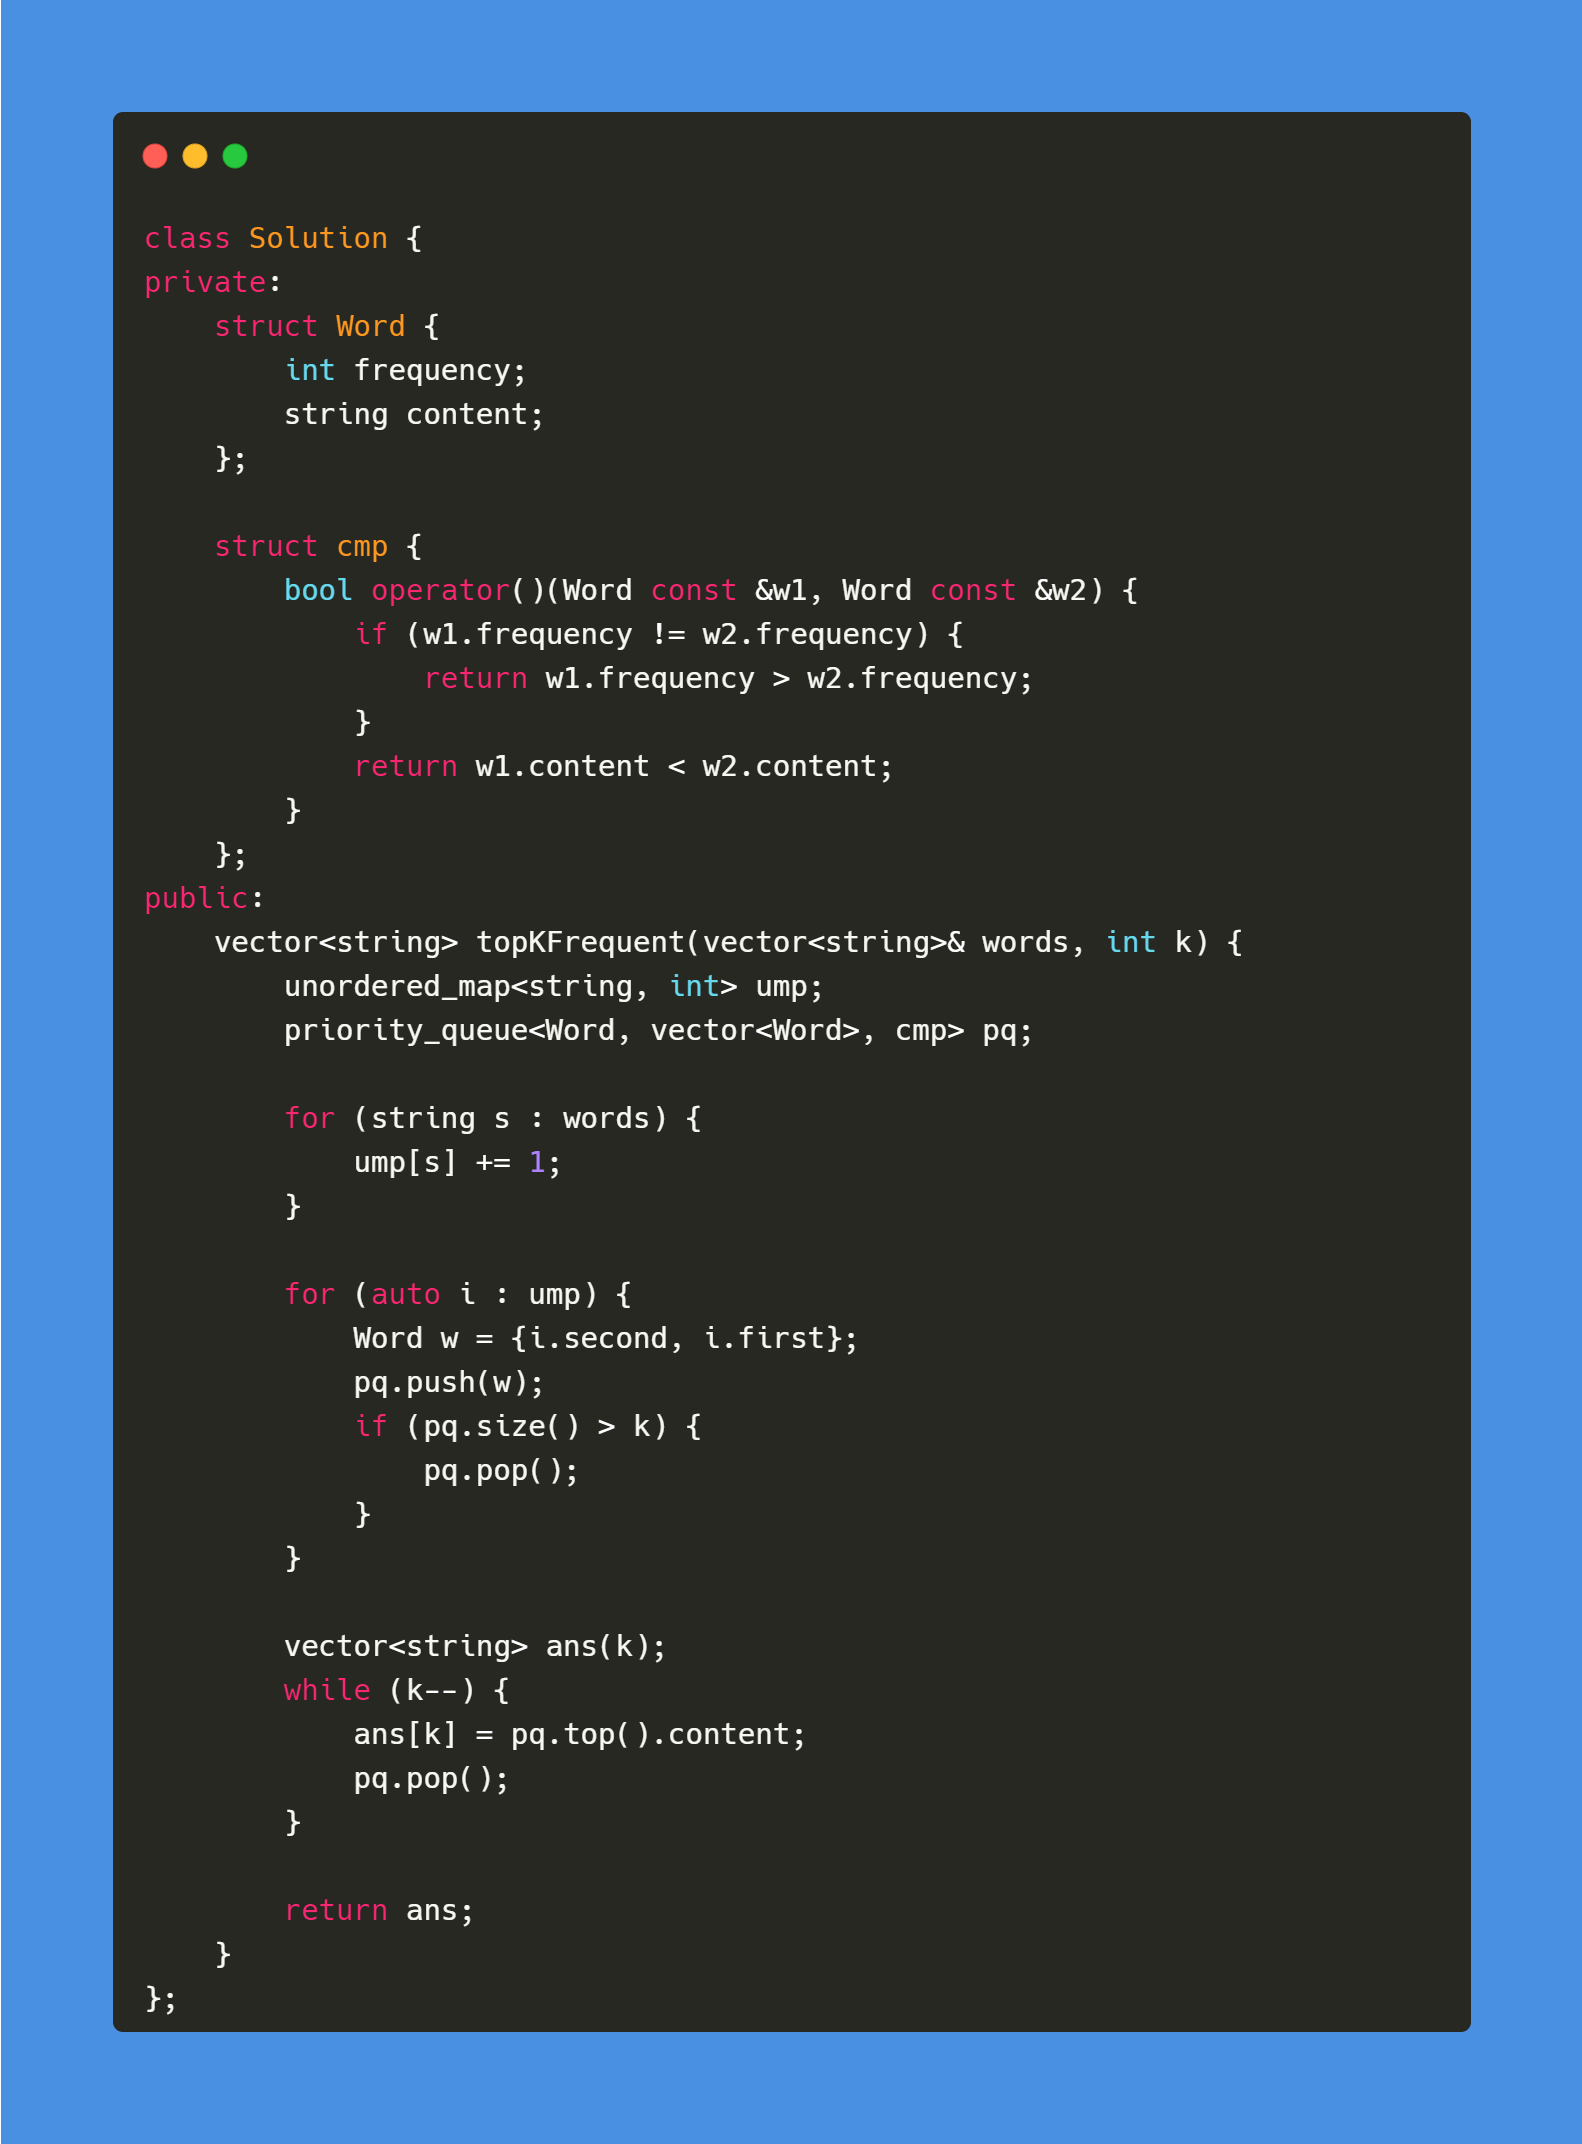 class Solution {
private:
    struct Word {
        int frequency;
        string content;
    };

    struct cmp {
        bool operator()(Word const &w1, Word const &w2) {
            if (w1.frequency != w2.frequency) {
                return w1.frequency > w2.frequency;
            }
            return w1.content < w2.content;
        }
    };
public:
    vector<string> topKFrequent(vector<string>& words, int k) {
        unordered_map<string, int> ump;
        priority_queue<Word, vector<Word>, cmp> pq;

        for (string s : words) {
            ump[s] += 1;
        }

        for (auto i : ump) {
            Word w = {i.second, i.first};
            pq.push(w);
            if (pq.size() > k) {
                pq.pop();
            }
        }

        vector<string> ans(k);
        while (k--) {
            ans[k] = pq.top().content;
            pq.pop();
        }

        return ans;
    }
};